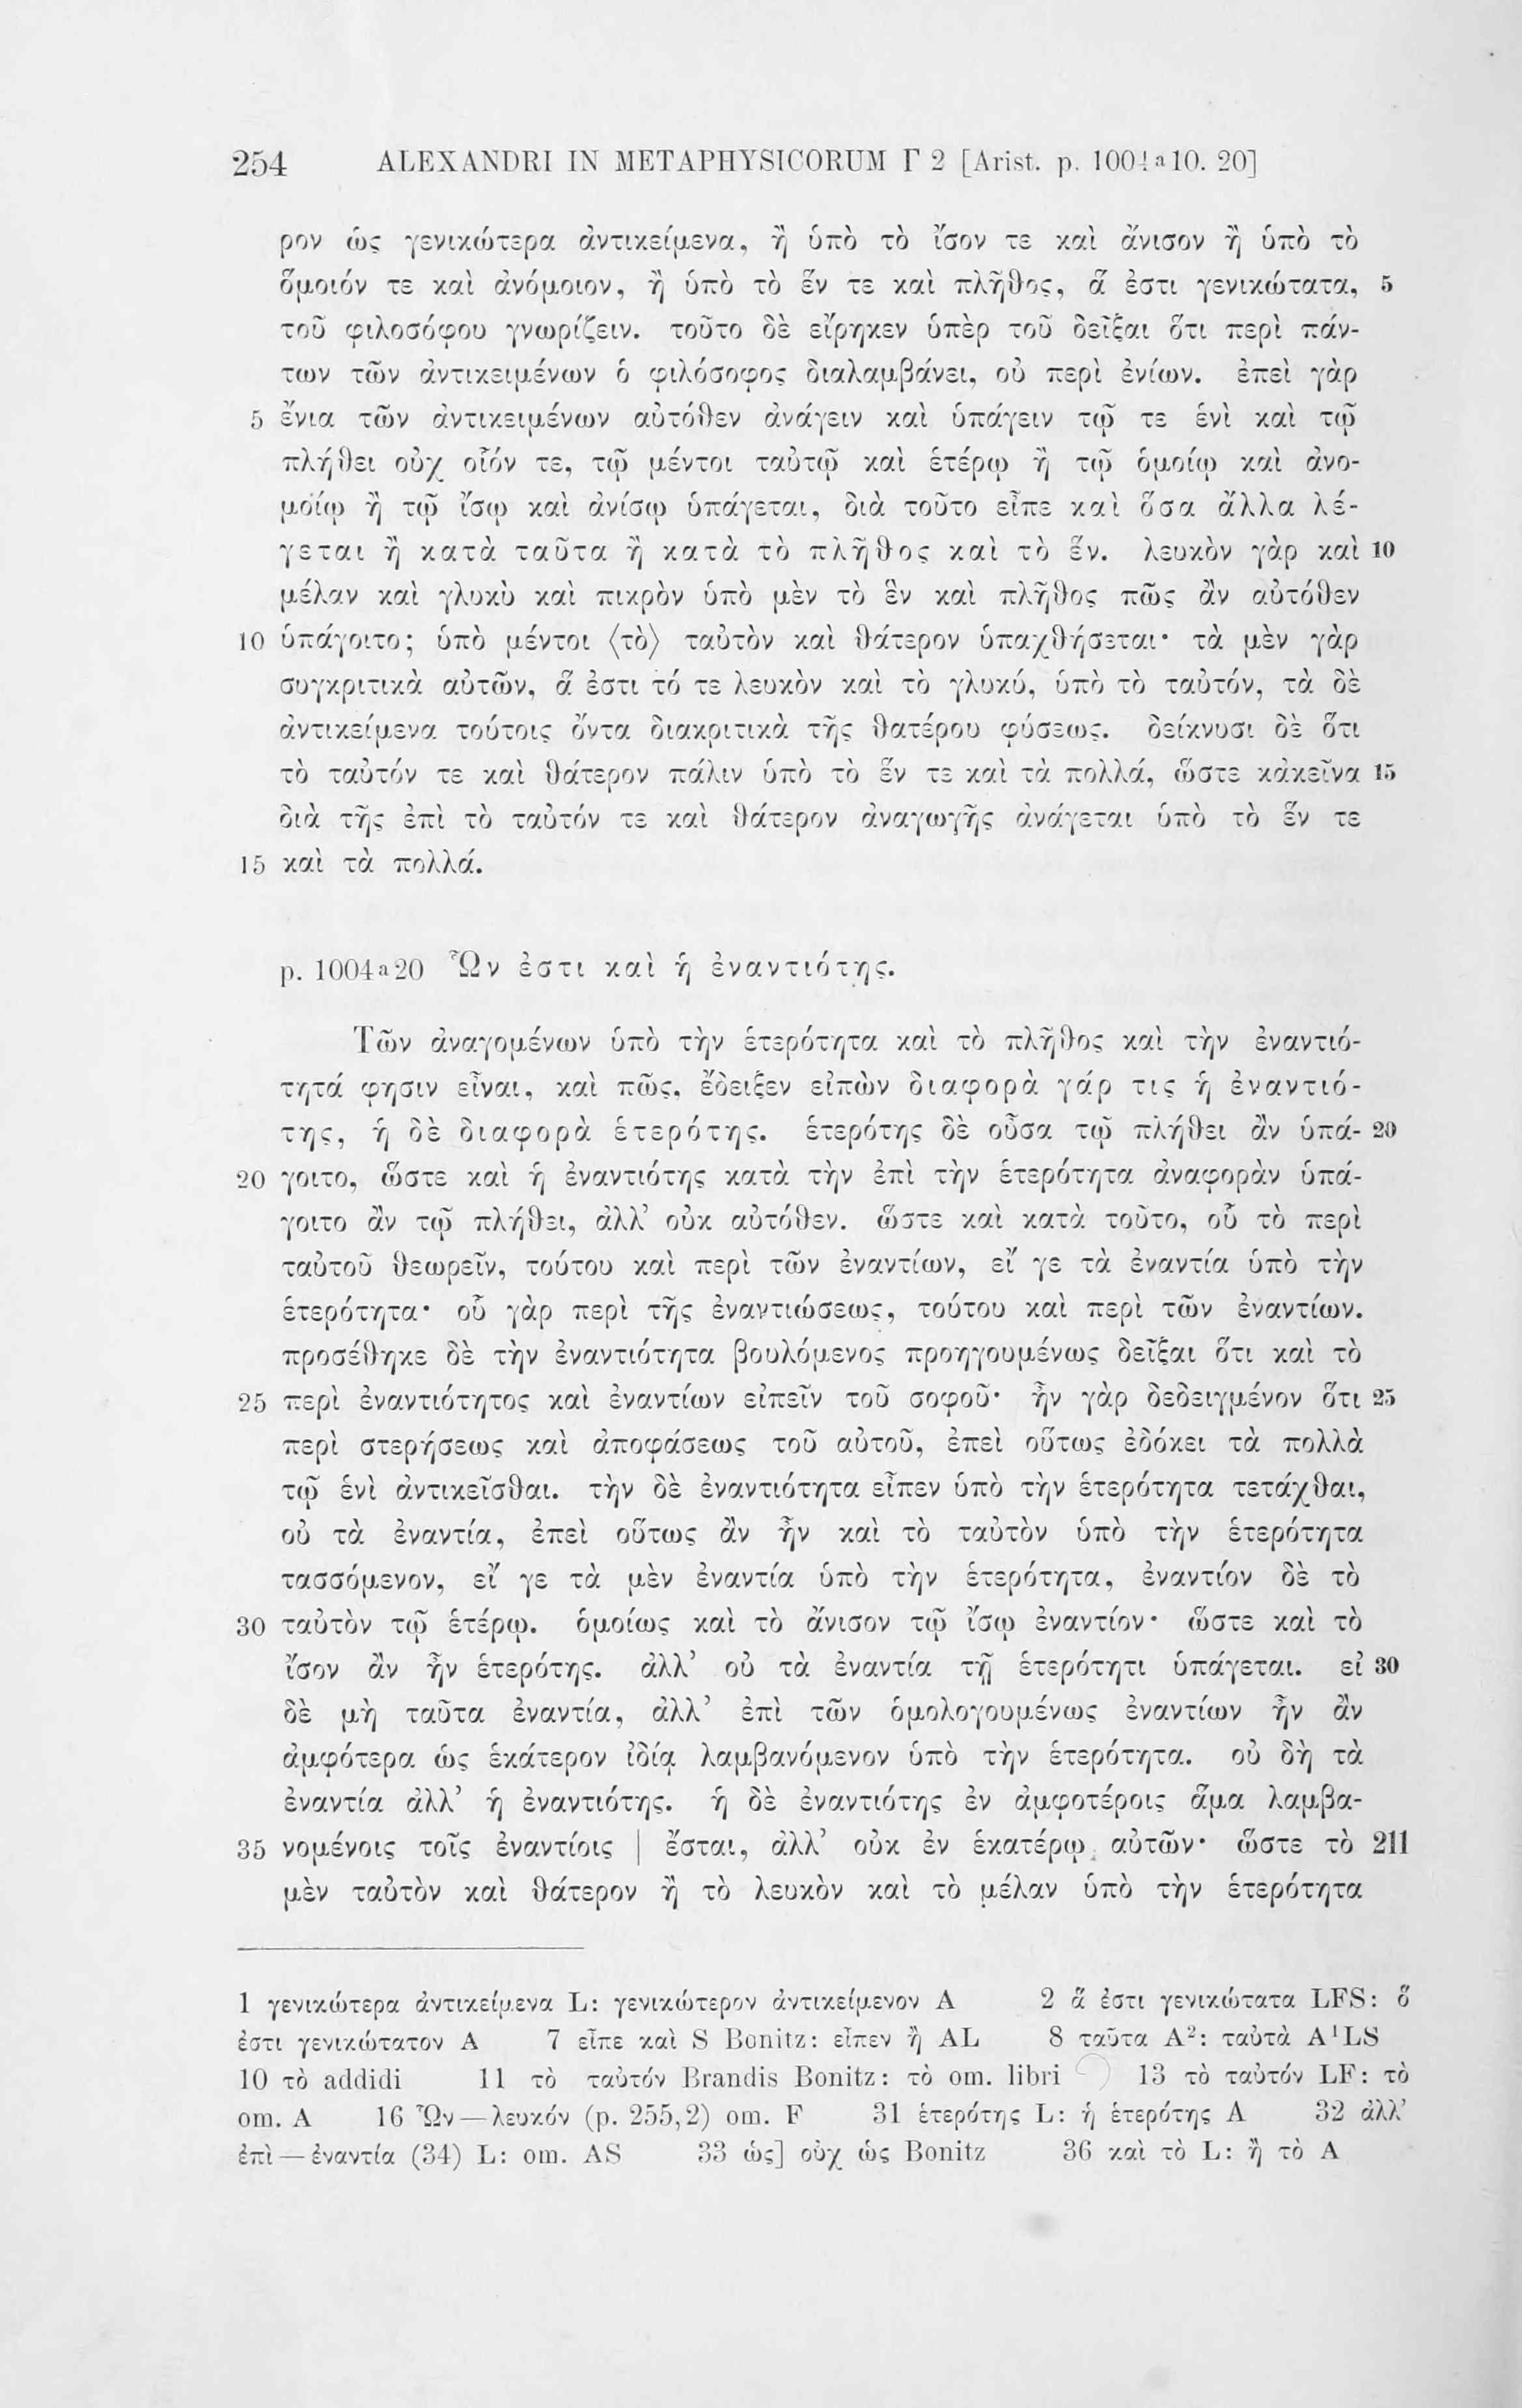 254 ALEXANDRI IN METAPHYSICORUM Γ 2 [Arist. p. 1004ᵃ10. 20]
ρον ὡς γενικώτερα ἀντικείμενα, ἢ ὑπὸ τὸ ἴσον τε καὶ ἄνισον ἢ ὑπὸ τὸ
ὅμοιόν τε καὶ ἀνόμοιον, ἢ ὑπὸ τὸ ἕν τε καὶ πλῆθος, ἅ ἐστι γενικώτατα, 5
τοῦ φιλοσόφου γνωρίζειν. τοῦτο δὲ εἴρηκεν ὑπὲρ τοῦ δεῖξαι ὅτι περὶ πάν-
των τῶν ἀντικειμένων ὁ φιλόσοφος διαλαμβάνει, οὐ περὶ ἐνίων. ἐπεὶ γὰρ
5 ἔνια τῶν ἀντικειμένων αὐτόθεν ἀνάγειν καὶ ὑπάγειν τῷ τε ἑνὶ καὶ τῷ
πλήθει οὐχ οἷόν τε, τῷ μέντοι ταὐτῷ καὶ ἑτέρῳ ἢ τῷ ὁμοίῳ καὶ ἀνο-
μοίῳ ἢ τῷ ἴσῳ καὶ ἀνίσῳ ὑπάγεται, διὰ τοῦτο εἶπε καὶ ὅσα ἄλλα λέ-
γεται ἢ κατὰ ταῦτα ἢ κατὰ τὸ πλῆθος καὶ τὸ ἕν. λευκὸν γὰρ καὶ 10
μέλαν καὶ γλυκὺ καὶ πικρὸν ὑπὸ μὲν τὸ ἓν καὶ πλῆθος πῶς ἂν αὐτόθεν
10 ὑπάγοιτο; ὑπὸ μέντοι ⟨τὸ⟩ ταὐτὸν καὶ θάτερον ὑπαχθήσεται· τὰ μὲν γὰρ
συγκριτικὰ αὐτῶν, ἅ ἐστι τό τε λευκὸν καὶ τὸ γλυκύ, ὑπὸ τὸ ταὐτόν, τὰ δὲ
ἀντικείμενα τούτοις ὄντα διακριτικὰ τῆς θατέρου φύσεως. δείκνυσι δὲ ὅτι
τὸ ταὐτόν τε καὶ θάτερον πάλιν ὑπὸ τὸ ἕν τε καὶ τὰ πολλά, ὥστε κἀκεῖνα 15
διὰ τῆς ἐπὶ τὸ ταὐτόν τε καὶ θάτερον ἀναγωγῆς ἀνάγεται ὑπὸ τὸ ἕν τε
15 καὶ τὰ πολλά.
p. 1004ᵃ20 Ὧν ἐστι καὶ ἡ ἐναντιότης.
Τῶν ἀναγομένων ὑπὸ τὴν ἑτερότητα καὶ τὸ πλῆθος καὶ τὴν ἐναντιό-
τητά φησιν εἶναι, καὶ πῶς, ἔδειξεν εἰπὼν διαφορὰ γάρ τις ἡ ἐναντιό-
της, ἡ δὲ διαφορὰ ἑτερότης. ἑτερότης δὲ οὖσα τῷ πλήθει ἂν ὑπά- 20
20 γοιτο, ὥστε καὶ ἡ ἐναντιότης κατὰ τὴν ἐπὶ τὴν ἑτερότητα ἀναφορὰν ὑπά-
γοιτο ἂν τῷ πλήθει, ἀλλ’ οὐκ αὐτόθεν. ὥστε καὶ κατὰ τοῦτο, οὗ τὸ περὶ
ταὐτοῦ θεωρεῖν, τούτου καὶ περὶ τῶν ἐναντίων, εἴ γε τὰ ἐναντία ὑπὸ τὴν
ἑτερότητα· οὗ γὰρ περὶ τῆς ἐναντιώσεως, τούτου καὶ περὶ τῶν ἐναντίων.
προσέθηκε δὲ τὴν ἐναντιότητα βουλόμενος προηγουμένως δεῖξαι ὅτι καὶ τὸ
25 περὶ ἐναντιότητος καὶ ἐναντίων εἰπεῖν τοῦ σοφοῦ· ἦν γὰρ δεδειγμένον ὅτι 25
περὶ στερήσεως καὶ ἀποφάσεως τοῦ αὐτοῦ, ἐπεὶ οὕτως ἐδόκει τὰ πολλὰ
τῷ ἑνὶ ἀντικεῖσθαι. τὴν δὲ ἐναντιότητα εἶπεν ὑπὸ τὴν ἑτερότητα τετάχθαι,
οὐ τὰ ἐναντία, ἐπεὶ οὕτως ἂν ἦν καὶ τὸ ταὐτὸν ὑπὸ τὴν ἑτερότητα
τασσόμενον, εἴ γε τὰ μὲν ἐναντία ὑπὸ τὴν ἑτερότητα, ἐναντίον δὲ τὸ
30 ταὐτὸν τῷ ἑτέρῳ. ὁμοίως καὶ τὸ ἄνισον τῷ ἴσῳ ἐναντίον· ὥστε καὶ τὸ
ἴσον ἂν ἦν ἑτερότης. ἀλλ’ οὐ τὰ ἐναντία τῇ ἑτερότητι ὑπάγεται. εἰ 30
δὲ μὴ ταῦτα ἐναντία, ἀλλ’ ἐπὶ τῶν ὁμολογουμένως ἐναντίων ἦν ἂν
ἀμφότερα ὡς ἑκάτερον ἰδίᾳ λαμβανόμενον ὑπὸ τὴν ἑτερότητα. οὐ δὴ τὰ
ἐναντία ἀλλ’ ἡ ἐναντιότης. ἡ δὲ ἐναντιότης ἐν ἀμφοτέροις ἅμα λαμβα-
35 νομένοις τοῖς ἐναντίοις | ἔσται, ἀλλ’ οὐκ ἐν ἑκατέρῳ αὐτῶν· ὥστε τὸ 211
μὲν ταὐτὸν καὶ θάτερον ἢ τὸ λευκὸν καὶ τὸ μέλαν ὑπὸ τὴν ἑτερότητα
1 γενικώτερα ἀντικείμενα L: γενικώτερον ἀντικείμενον A 2 ἅ ἐστι γενικώτατα LFS: ὅ
ἐστι γενικώτατον A 7 εἶπε καὶ S Bonitz: εἶπεν ἢ AL 8 ταῦτα A²: ταὐτὰ A¹LS
10 τὸ addidi 11 τὸ ταὐτόν Brandis Bonitz: τὸ om. libri 13 τὸ ταὐτόν LF: τὸ
om. A 16 Ὧν — λευκόν (p. 255,2) om. F 31 ἑτερότης L: ἡ ἑτερότης A 32 ἀλλ’
ἐπὶ — ἐναντία (34) L: om. AS 33 ὡς] οὐχ ὡς Bonitz 36 καὶ τὸ L: ἢ τὸ A